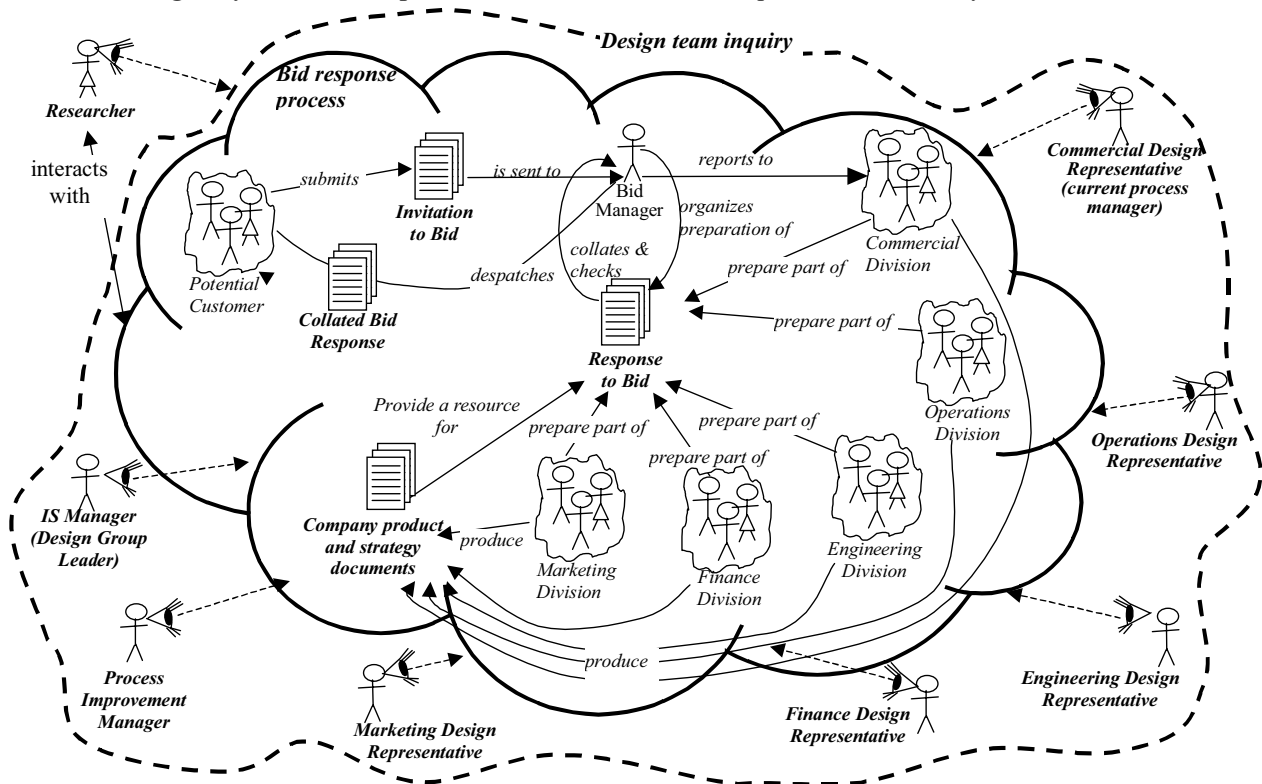 Design team inquiry
Bid response
process
Researcher
interacts
with
submits
Invitation
to Bid
is sent to
Bid
Manager
reports to
organizes
preparation of
collates &
checks
despatches
Potential
Customer
Collated Bid
Response
Response
to Bid
Commercial
Division
prepare part of
prepare part of
Operations
Division
Commercial Design
Representative
(current process
manager)
Operations Design
Representative
Provide a resource
for
prepare part of
prepare part of
prepare part of
IS Manager
(Design Group
Leader)
Company product
and strategy
documents
produce
Marketing
Division
Finance
Division
Engineering
Division
produce
Process
Improvement
Manager
Marketing Design
Representative
Finance Design
Representative
Engineering Design
Representative